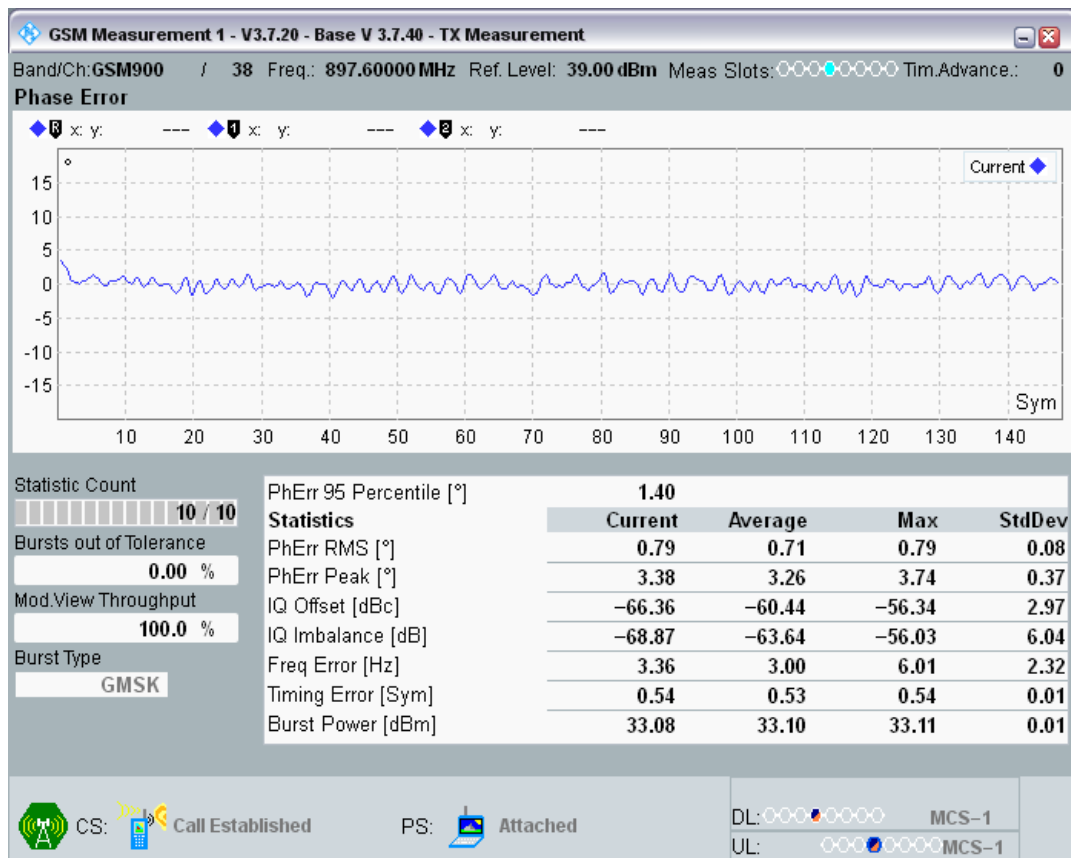 GSM Measurement 1 - V3.7.20 - Base V 3.7.40 - TX Measurement
Band/Ch:GSM900 / 38 Freq.: 897.60000 MHz Ref. Level: 39.00 dBm Meas Slots: Tim.Advance.: 0
Phase Error
R x: y: --- 1 x: y: --- 2 x: y: ---
° Current
15
10
5
0
-5
-10
-15
Sym
10 20 30 40 50 60 70 80 90 100 110 120 130 140
Statistic Count
10 / 10
Bursts out of Tolerance
0.00 %
Mod.View Throughput
100.0 %
Burst Type
GMSK
PhErr 95 Percentile [°] 1.40
Statistics Current Average Max StdDev
PhErr RMS [°] 0.79 0.71 0.79 0.08
PhErr Peak [°] 3.38 3.26 3.74 0.37
IQ Offset [dBc] −66.36 −60.44 −56.34 2.97
IQ Imbalance [dB] −68.87 −63.64 −56.03 6.04
Freq Error [Hz] 3.36 3.00 6.01 2.32
Timing Error [Sym] 0.54 0.53 0.54 0.01
Burst Power [dBm] 33.08 33.10 33.11 0.01
CS: Call Established PS: Attached
DL: MCS−1
UL: MCS−1